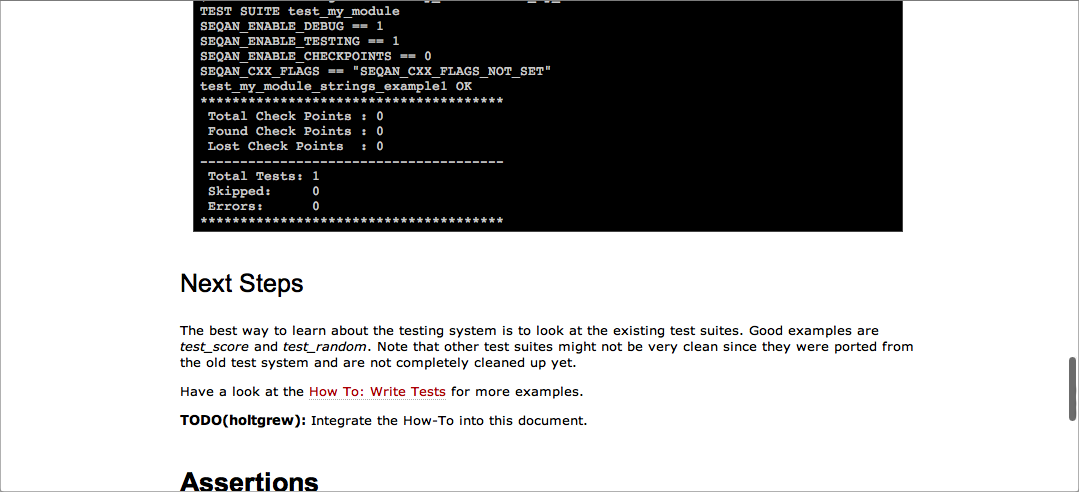 TEST SUITE test_my_module
SEQAN_ENABLE_DEBUG == 1
SEQAN_ENABLE_TESTING == 1
SEQAN_ENABLE_CHECKPOINTS == 0
SEQAN_CXX_FLAGS == "SEQAN_CXX_FLAGS_NOT_SET"
test_my_module_strings_example1 OK
**************************************
Total Check Points : 0
Found Check Points : 0
Lost Check Points  : 0
--------------------------------------
Total Tests: 1
Skipped:     0
Errors:      0
**************************************
Next Steps
The best way to learn about the testing system is to look at the existing test suites. Good examples are
test_score and test_random. Note that other test suites might not be very clean since they were ported from
the old test system and are not completely cleaned up yet.
Have a look at the How To: Write Tests for more examples.
TODO(holtgrew): Integrate the How-To into this document.
Assertions